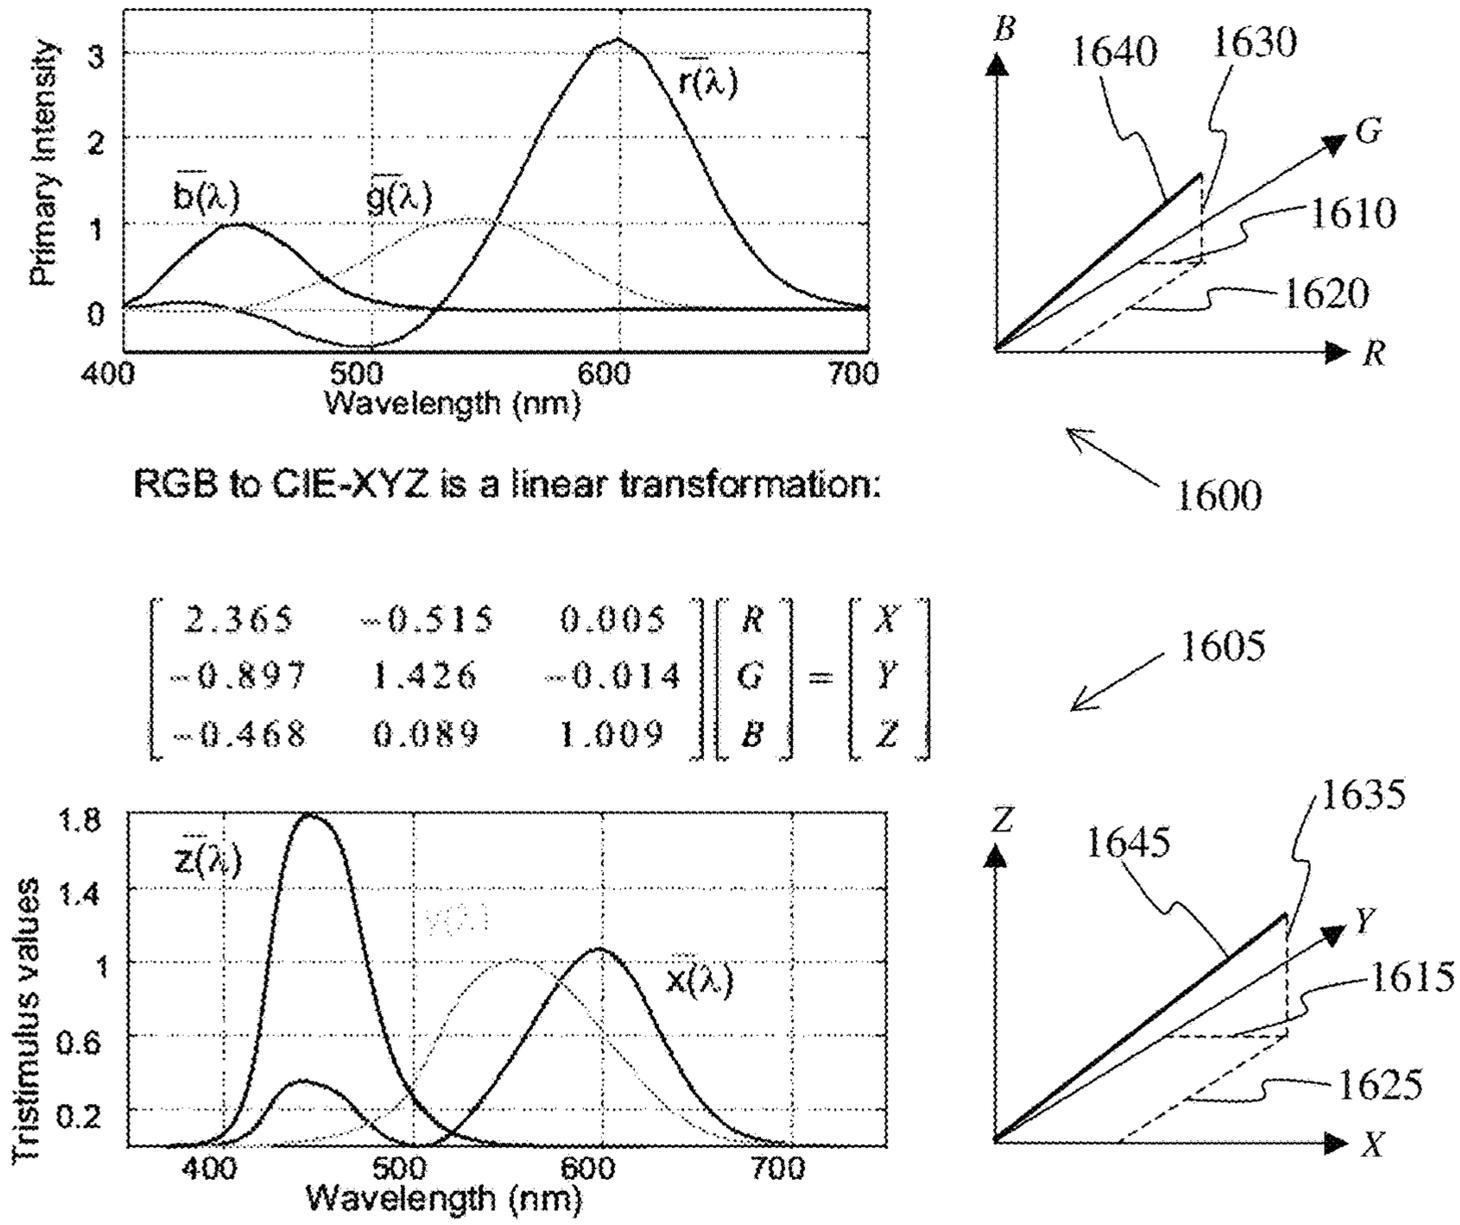 3
2
1
0
Primary Intensity
b(λ)
g(λ)
r(λ)
400 500 600 700
Wavelength (nm)
B
G
R
1640
1630
1610
1620
1600
RGB to CIE-XYZ is a linear transformation:
2.365 -0.515 0.005 R X
-0.897 1.426 -0.014 G = Y
-0.468 0.089 1.009 B Z
1605
1.8
1.4
1
0.6
0.2
Tristimulus values
z(λ)
y(λ)
x(λ)
400 500 600 700
Wavelength (nm)
Z
Y
X
1645
1635
1615
1625